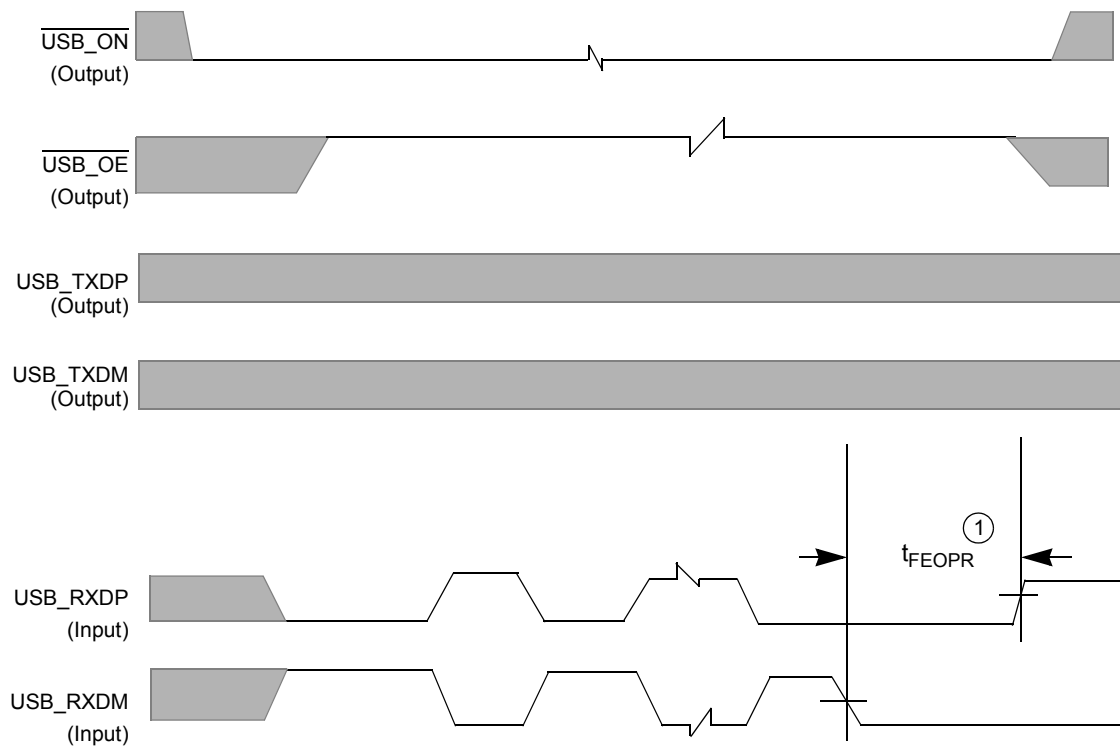 USB_ON
(Output)
USB_OE
(Output)
USB_TXDP
(Output)
USB_TXDM
(Output)
1
tFEOPR
USB_RXDP
(Input)
USB_RXDM
(Input)